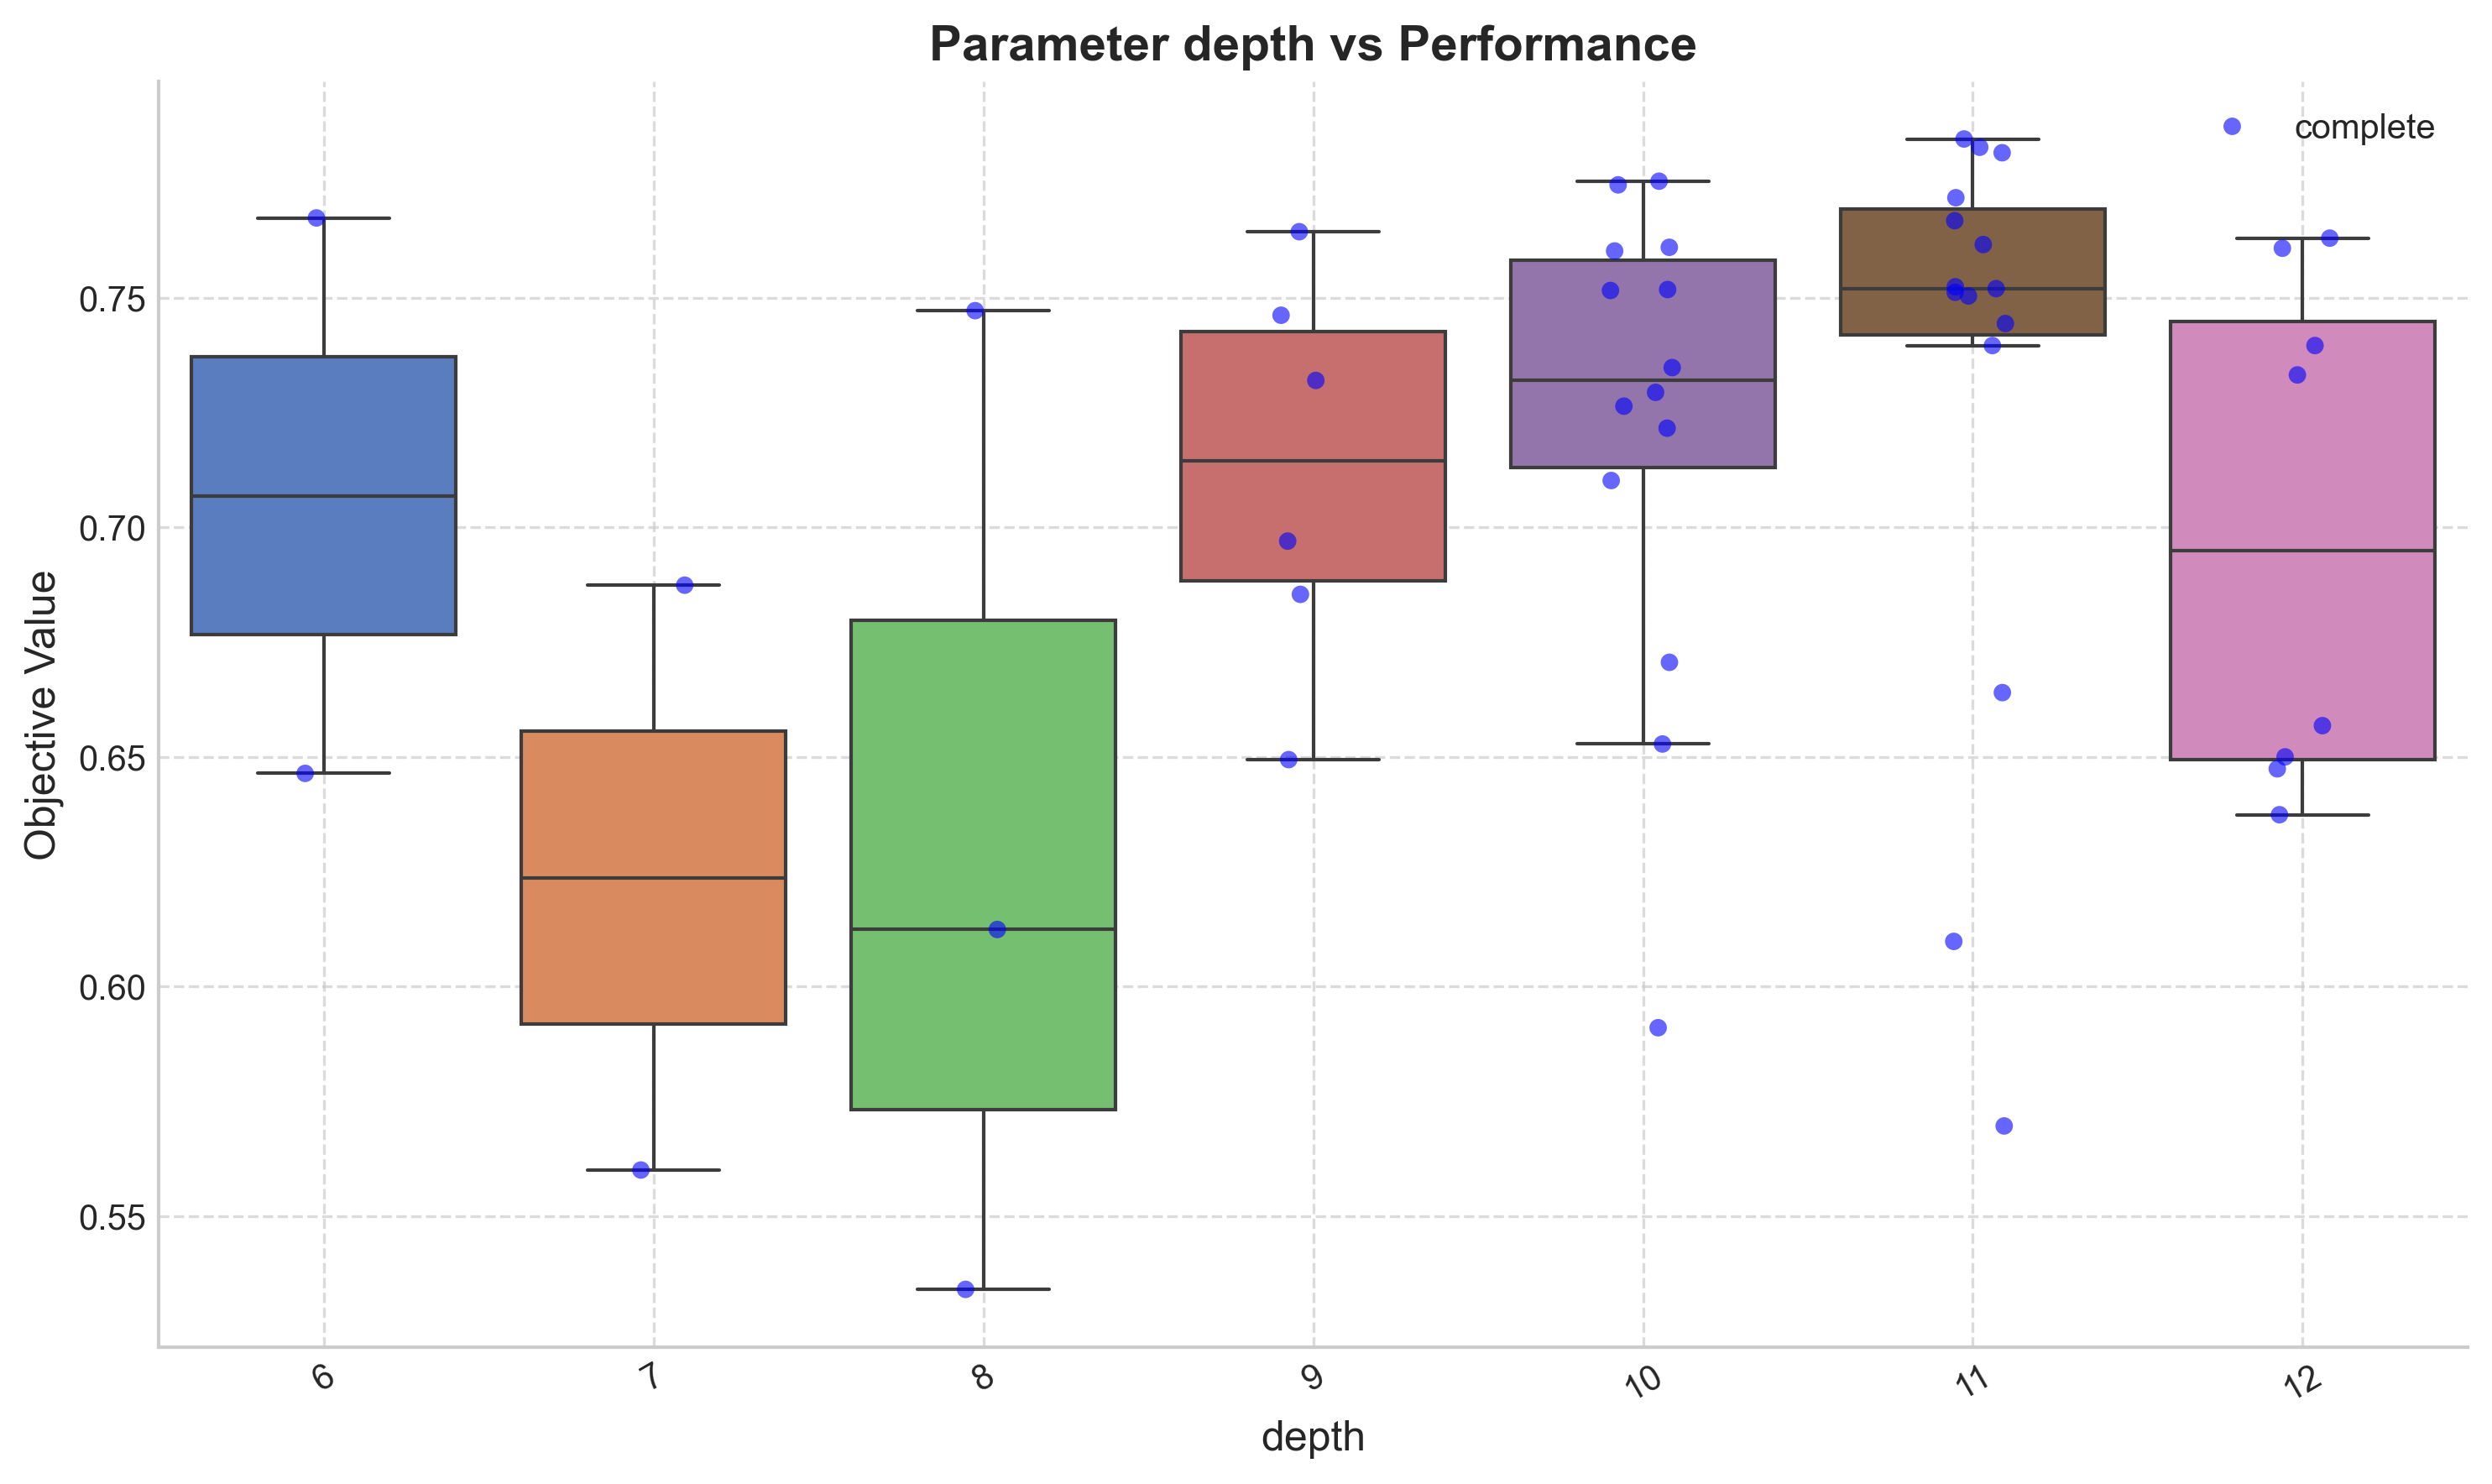 Parameter depth vs Performance
complete
Objective Value
0.75
0.70
0.65
0.60
0.55
6 7 8 9 10 11 12
depth